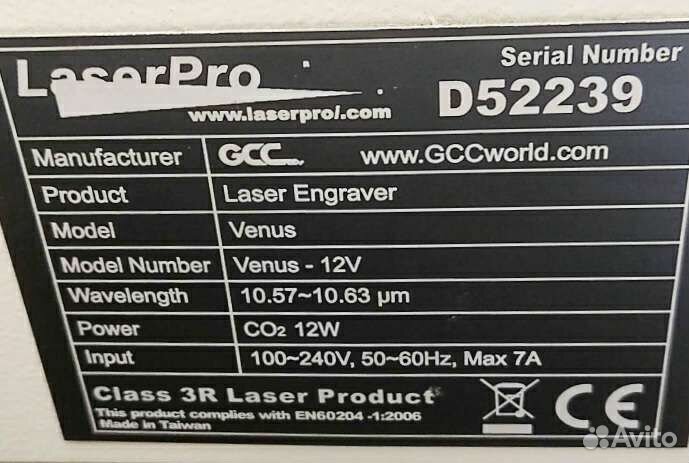 LaserPro
Serial Number
www.laserproi.com
D52239
Manufacturer GCC www.GCCworld.com
Product Laser Engraver
Model Venus
Model Number Venus - 12V
Wavelength 10.57~10.63 µm
Power CO2 12W
Input 100~240V, 50~60Hz, Max 7A
Class 3R Laser Product
This product complies with EN60204 -1:2006
Made in Taiwan
CE
Avito